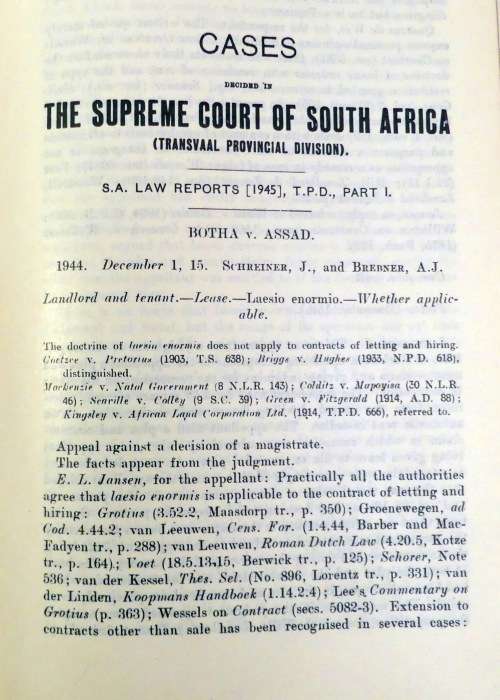 CASES
DECIDED IN
THE SUPREME COURT OF SOUTH AFRICA
(TRANSVAAL PROVINCIAL DIVISION).
S.A. LAW REPORTS [1945], T.P.D., PART I.
BOTHA v. ASSAD.
1944. December 1, 15. SCHREINER, J., and BREBNER, A.J.
Landlord and tenant.—Lease.—Laesio enormio.—Whether applic-
able.
The doctrine of laesio enormis does not apply to contracts of letting and hiring.
Coetzee v. Pretorius (1903, T.S. 638); Briggs v. Hughes (1933, N.P.D. 618),
distinguished.
Mackenzie v. Natal Government (8 N.L.R. 143); Colditz v. Mapoyisa (30 N.L.R.
46); Senville v. Colley (9 S.C. 39); Green v. Fitzgerald (1914, A.D. 88);
Kingsley v. African Land Corporation Ltd. (1914, T.P.D. 666), referred to.
Appeal against a decision of a magistrate.
The facts appear from the judgment.
E. L. Jansen, for the appellant: Practically all the authorities
agree that laesio enormis is applicable to the contract of letting and
hiring: Grotius (3.52.2, Maasdorp tr., p. 350); Groenewegen, ad
Cod. 4.44.2; van Leeuwen, Cens. For. (1.4.44, Barber and Mac-
Fadyen tr., p. 288); van Leeuwen, Roman Dutch Law (4.20.5, Kotze
tr., p. 164); Voet (18.5.13,15, Berwick tr., p. 125); Schorer, Note
536; van der Kessel, Thes. Sel. (No. 896, Lorentz tr., p. 331); van
der Linden, Koopmans Handboek (1.14.2.4); Lee's Commentary on
Grotius (p. 363); Wessels on Contract (secs. 5082-3). Extension to
contracts other than sale has been recognised in several cases: